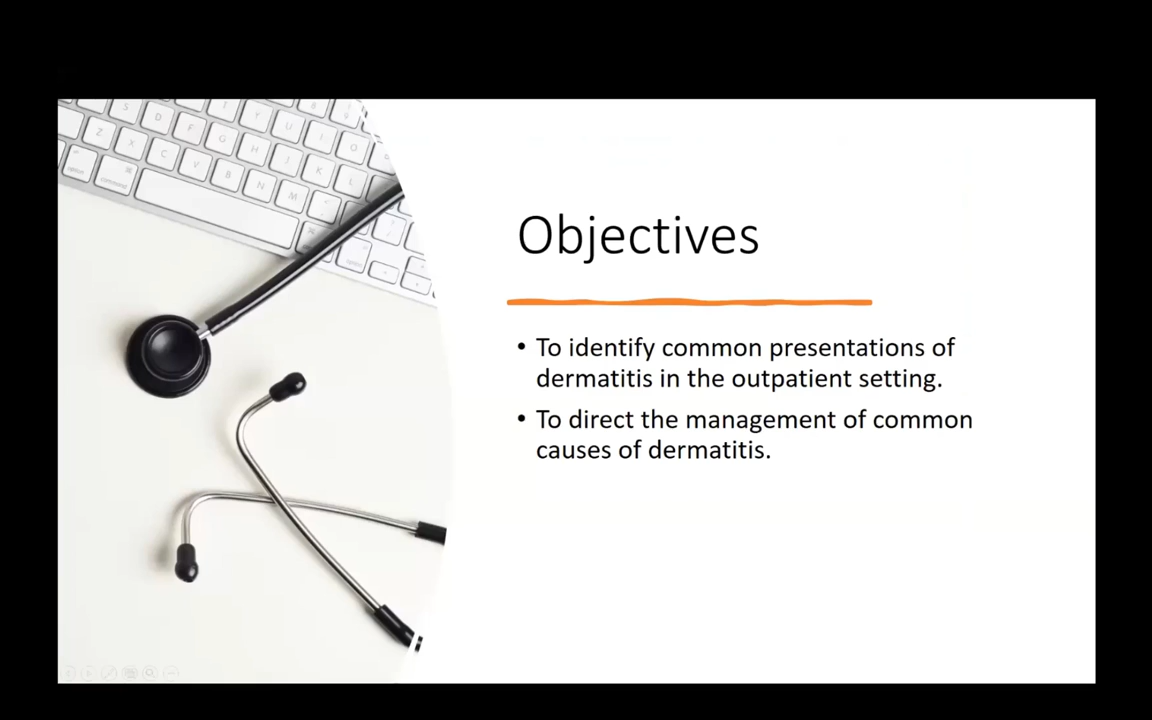 Objectives
• To identify common presentations of
dermatitis in the outpatient setting.
• To direct the management of common
causes of dermatitis.